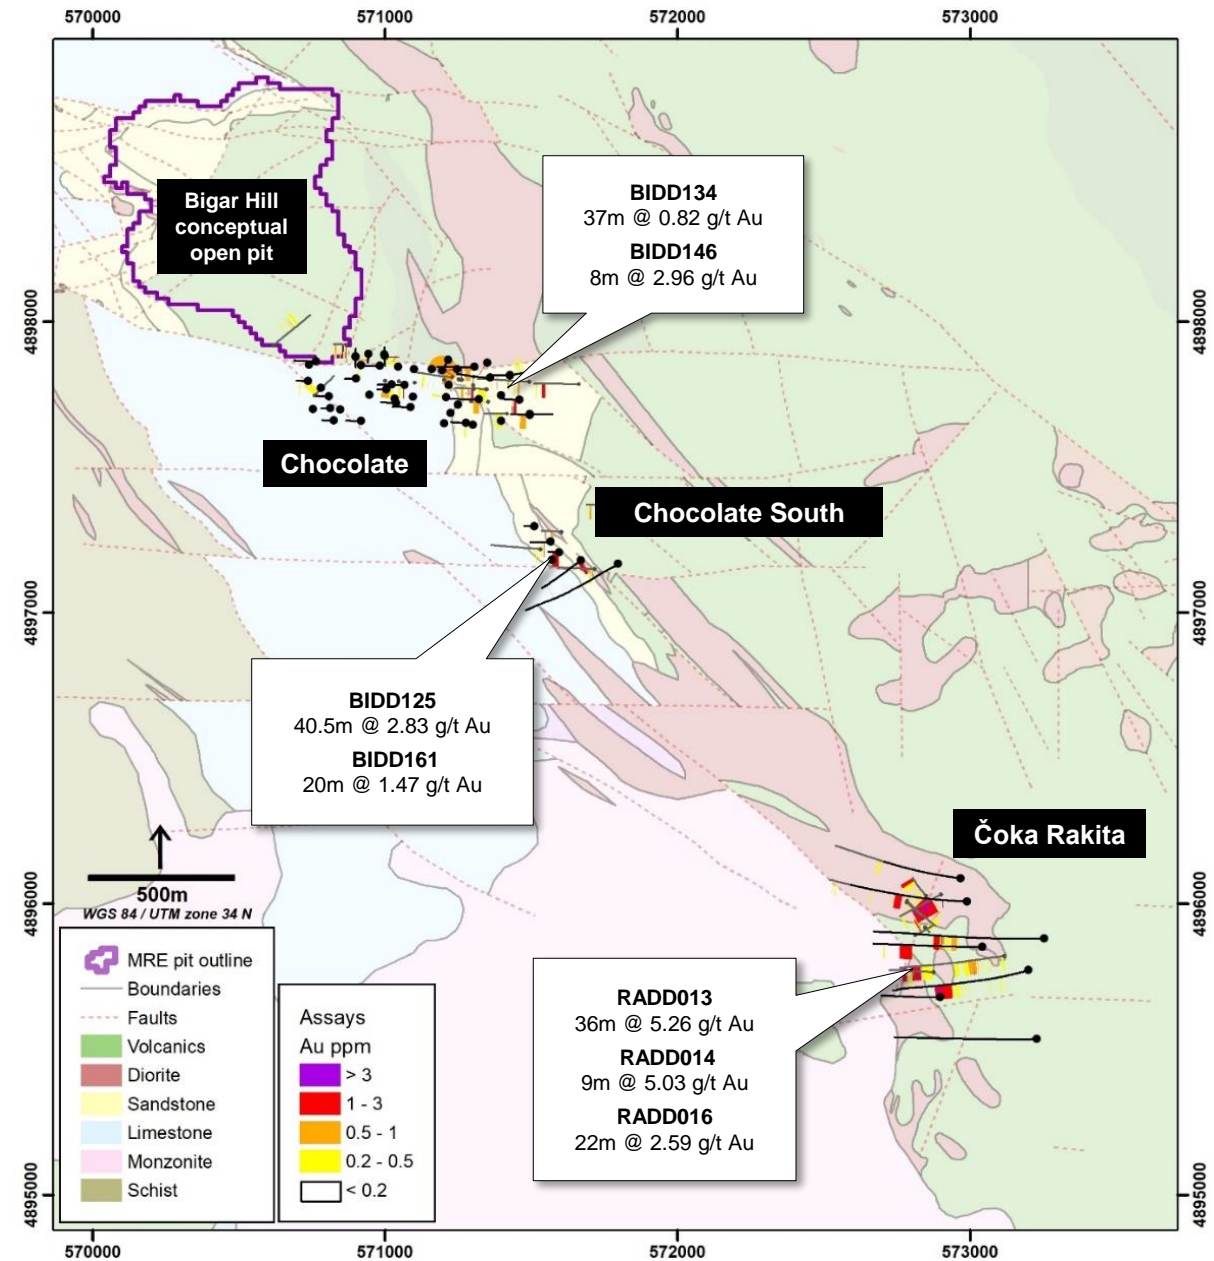 570000
571000
572000
573000
4898000
4898000
Bigar Hill
conceptual
open pit
BIDD134
37m @ 0.82 g/t Au
BIDD146
8m @ 2.96 g/t Au
Chocolate
Chocolate South
4897000
4897000
BIDD125
40.5m @ 2.83 g/t Au
BIDD161
20m @ 1.47 g/t Au
Čoka Rakita
500m
WGS 84 / UTM zone 34 N
4896000
4896000
RADD013
36m @ 5.26 g/t Au
RADD014
9m @ 5.03 g/t Au
RADD016
22m @ 2.59 g/t Au
MRE pit outline
Boundaries
Faults
Volcanics
Diorite
Sandstone
Limestone
Monzonite
Schist
Assays
Au ppm
> 3
1 - 3
0.5 - 1
0.2 - 0.5
< 0.2
4895000
4895000
570000
571000
572000
573000